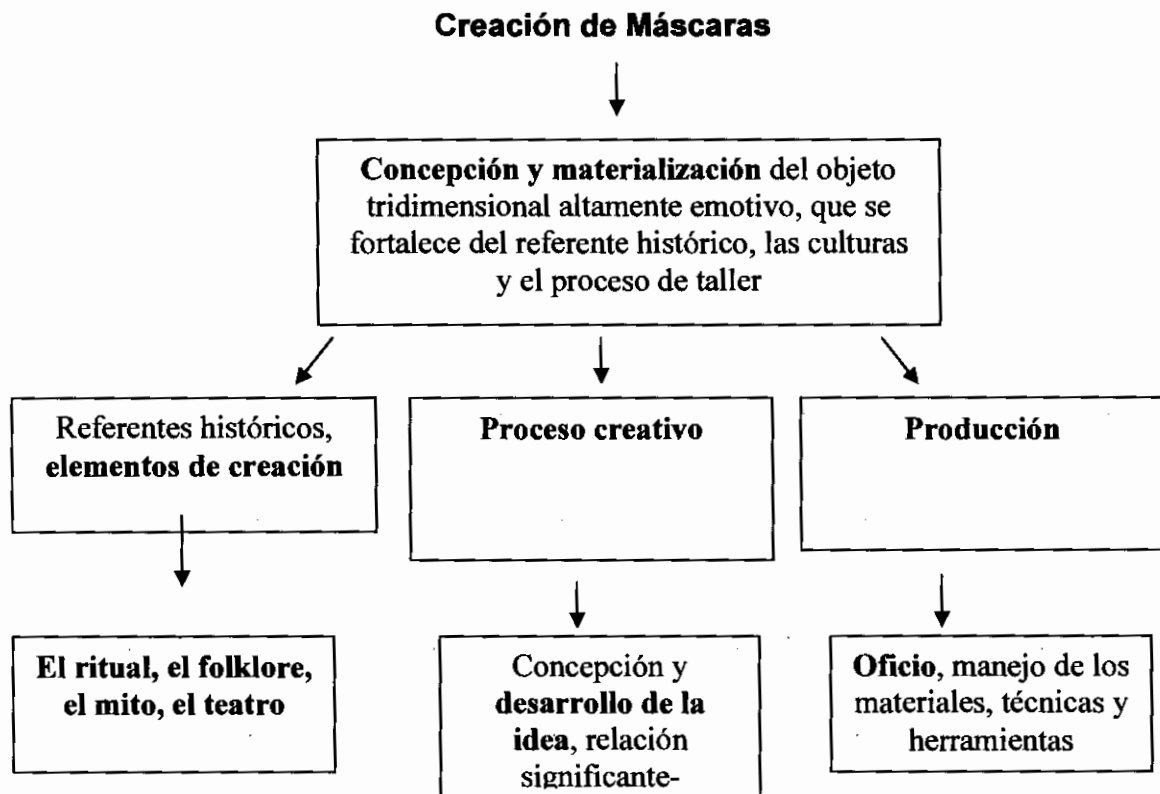 Creación de Máscaras
Concepción y materialización del objeto
tridimensional altamente emotivo, que se
fortalece del referente histórico, las culturas
y el proceso de taller
Referentes históricos,
elementos de creación
Proceso creativo
Producción
El ritual, el folklore,
el mito, el teatro
Concepción y
desarrollo de la
idea, relación
significante-
Oficio, manejo de los
materiales, técnicas y
herramientas